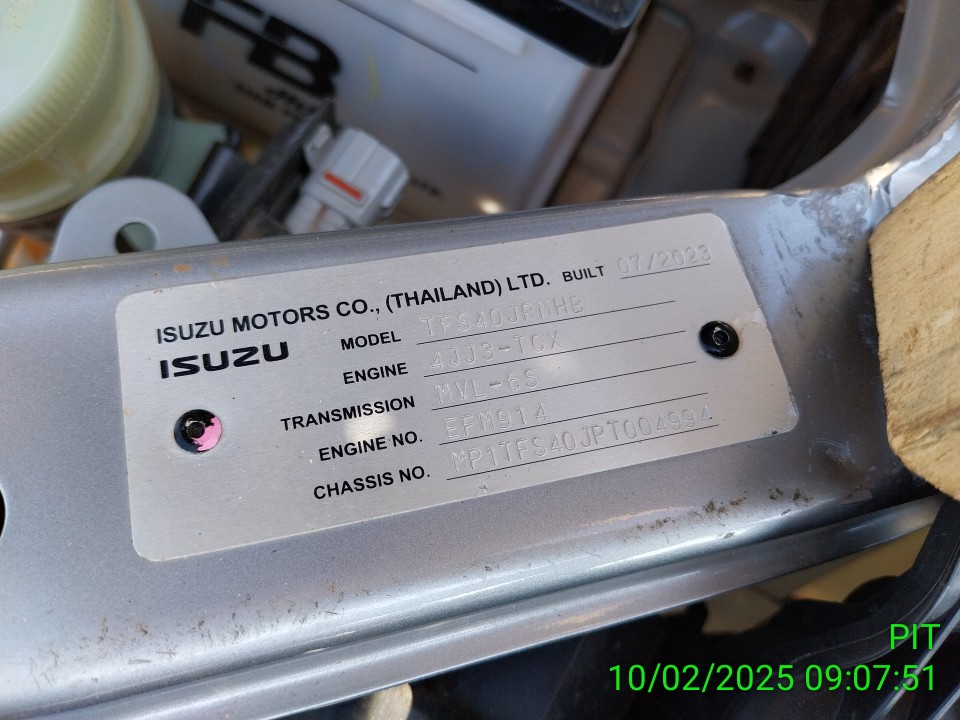 FB
ISUZU MOTORS CO., (THAILAND) LTD. BUILT 07/2023
ISUZU
MODEL TFS40JRMHB
ENGINE 4JJ3-TCX
TRANSMISSION MVL-6S
ENGINE NO. EFM914
CHASSIS NO. MP1TFS40JPT004994
PIT
10/02/2025 09:07:51